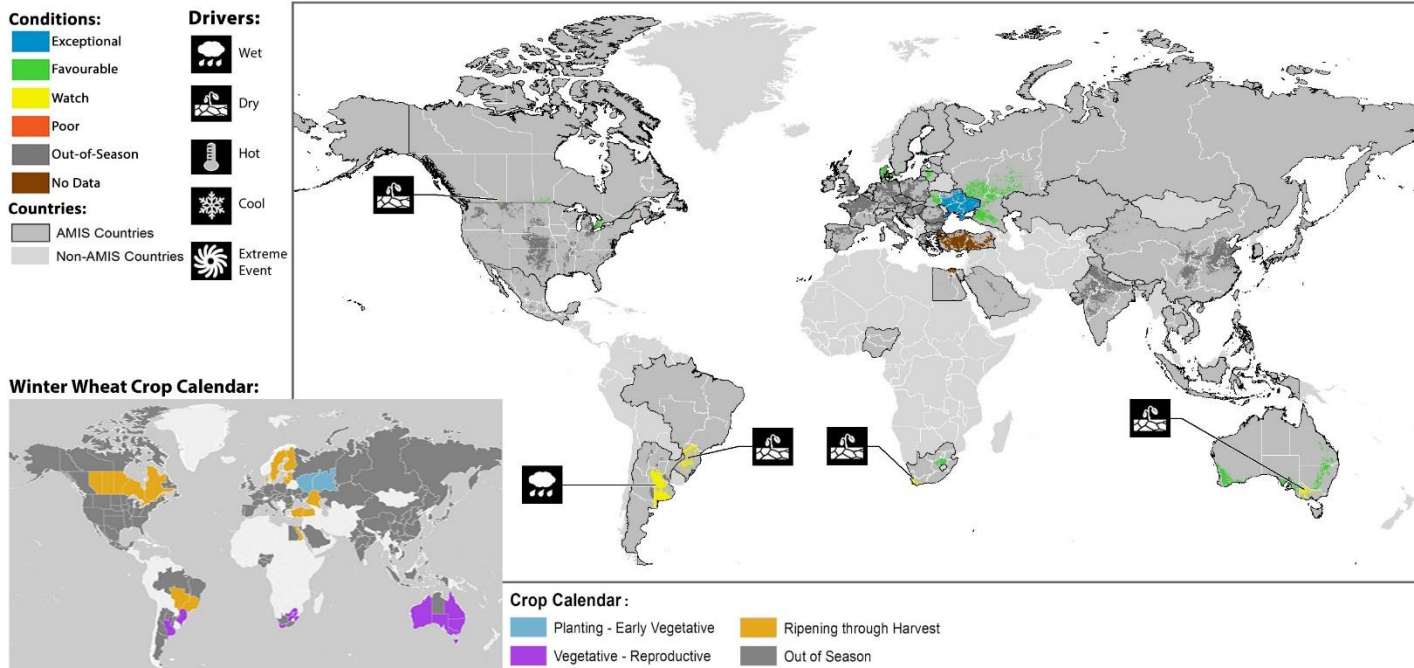 Conditions:
Exceptional
Favourable
Watch
Poor
Out-of-Season
No Data
Countries:
AMIS Countries
Non-AMIS Countries
Drivers:
Wet
Dry
Hot
Cool
Extreme
Event
Winter Wheat Crop Calendar:
Crop Calendar :
Planting - Early Vegetative
Vegetative - Reproductive
Ripening through Harvest
Out of Season